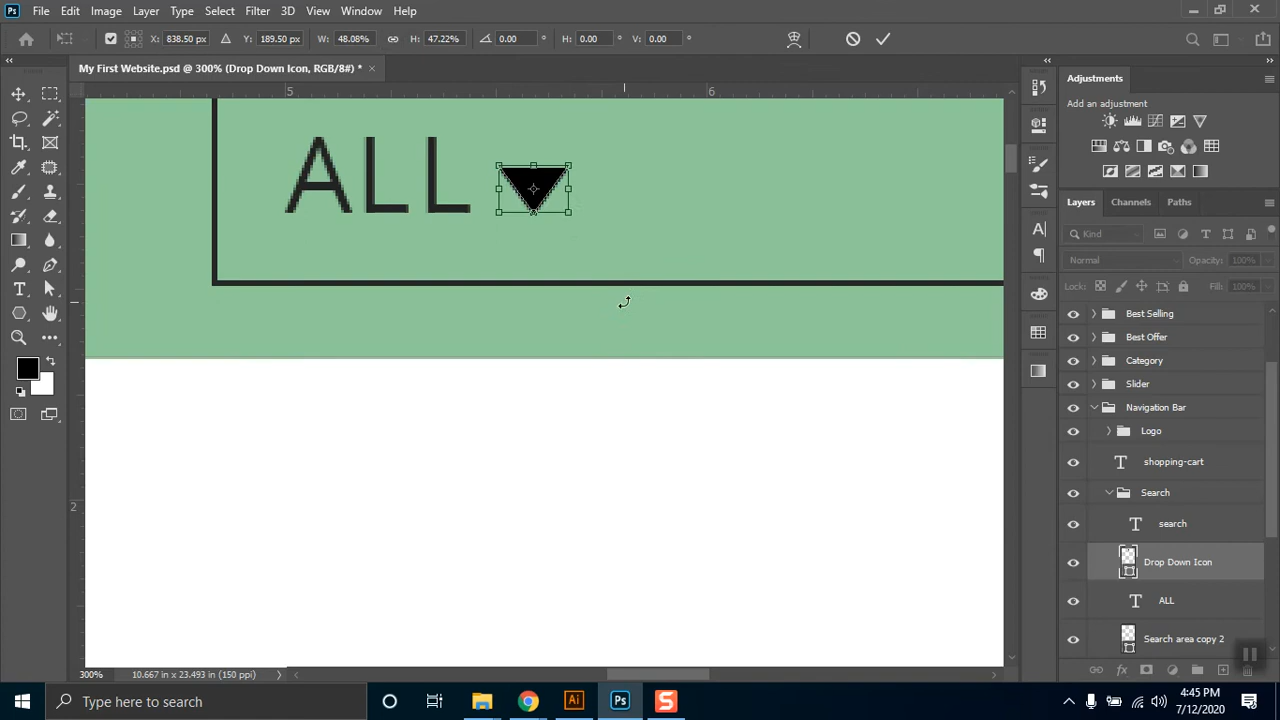 Ps File Edit Image Layer Type Select Filter 3D View Window Help
X: 838.50 px Y: 189.50 px W: 48.08% H: 47.22% 0.00 ° H: 0.00 ° V: 0.00 °
My First Website.psd @ 300% (Drop Down Icon, RGB/8#) * ×
5 6
2
ALL
Adjustments
Add an adjustment
Layers Channels Paths
Kind
Normal Opacity: 100%
Lock: Fill: 100%
Best Selling
Best Offer
Category
Slider
Navigation Bar
Logo
T shopping-cart
Search
T search
Drop Down Icon
T ALL
Search area copy 2
300% 10.667 in x 23.493 in (150 ppi)
Type here to search
Ai Ps S
4:45 PM
7/12/2020